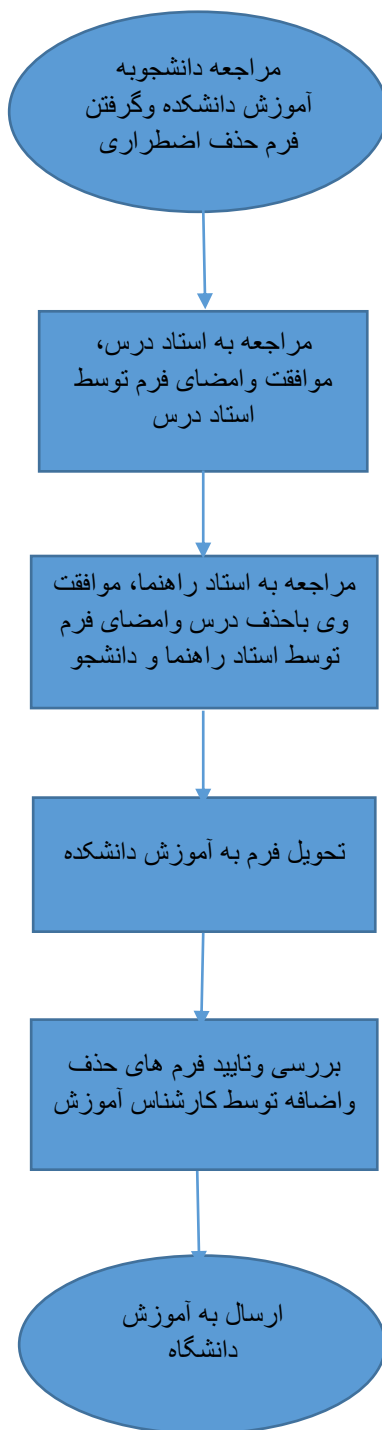 مراجعه دانشجوبه
آموزش دانشکده وگرفتن
فرم حذف اضطراری
مراجعه به استاد درس،
موافقت وامضای فرم توسط
استاد درس
مراجعه به استاد راهنما، موافقت
وی باحذف درس وامضای فرم
توسط استاد راهنما و دانشجو
تحویل فرم به آموزش دانشکده
بررسی وتایید فرم های حذف
واضافه توسط کارشناس آموزش
ارسال به آموزش
دانشگاه